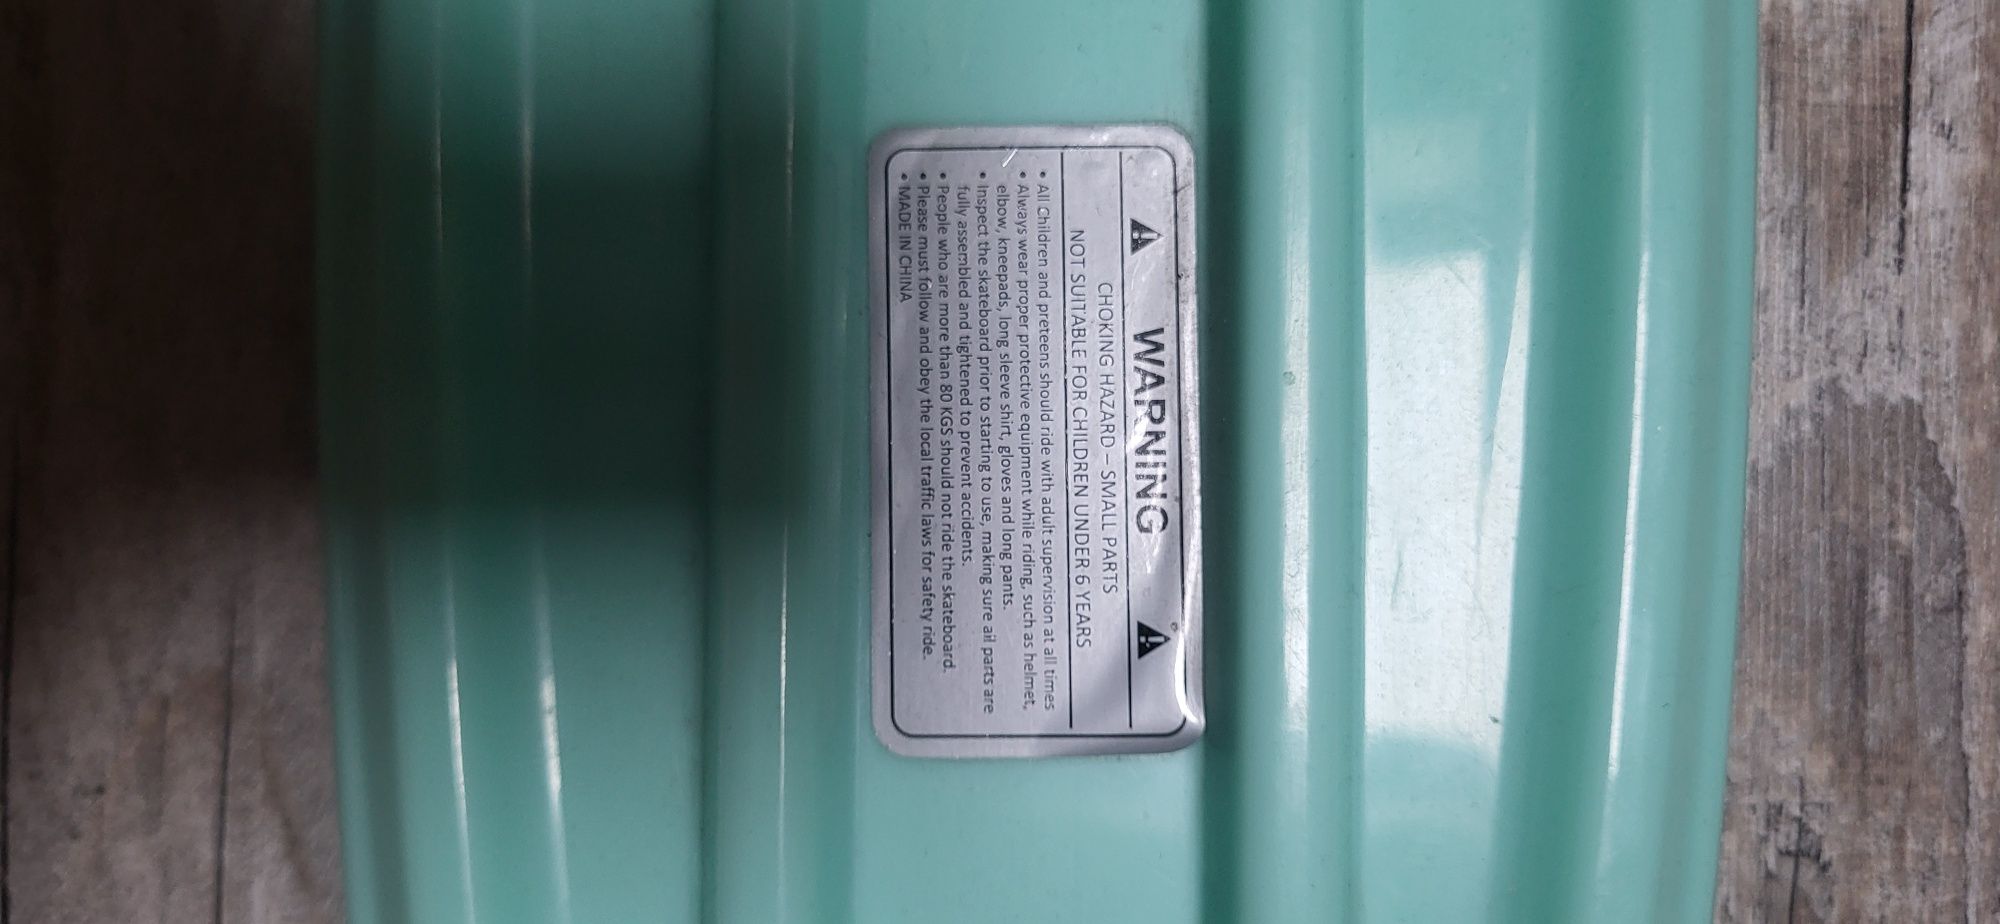 WARNING
CHOKING HAZARD – SMALL PARTS
NOT SUITABLE FOR CHILDREN UNDER 6 YEARS
• All Children and preteens should ride with adult supervision at all times
• Always wear proper protective equipment while riding, such as helmet,
elbow, kneepads, long sleeve shirt, gloves and long pants.
• Inspect the skateboard prior to starting to use, making sure all parts are
fully assembled and tightened to prevent accidents.
• People who are more than 80 KGS should not ride the skateboard.
• Please must follow and obey the local traffic laws for safety ride.
• MADE IN CHINA